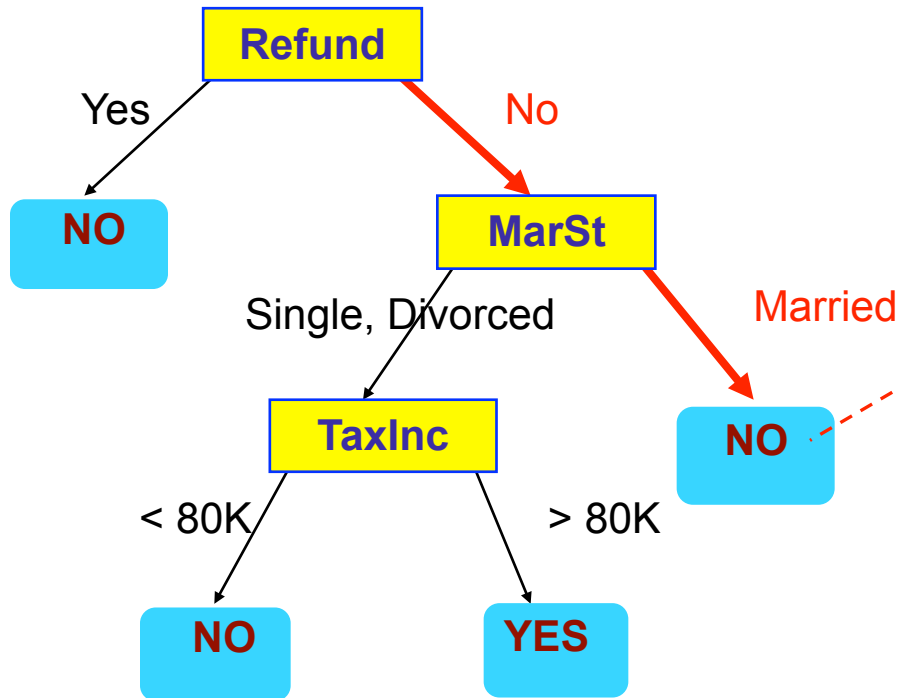 Refund
Yes
No
NO
MarSt
Single, Divorced
Married
TaxInc
NO
< 80K
> 80K
NO
YES